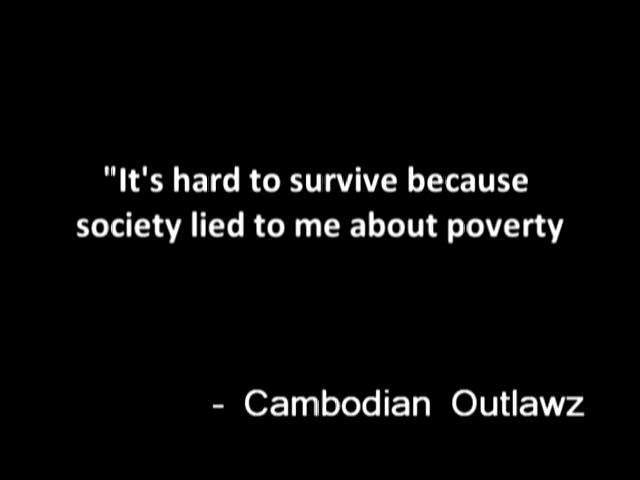 "It's hard to survive because
society lied to me about poverty
- Cambodian Outlawz